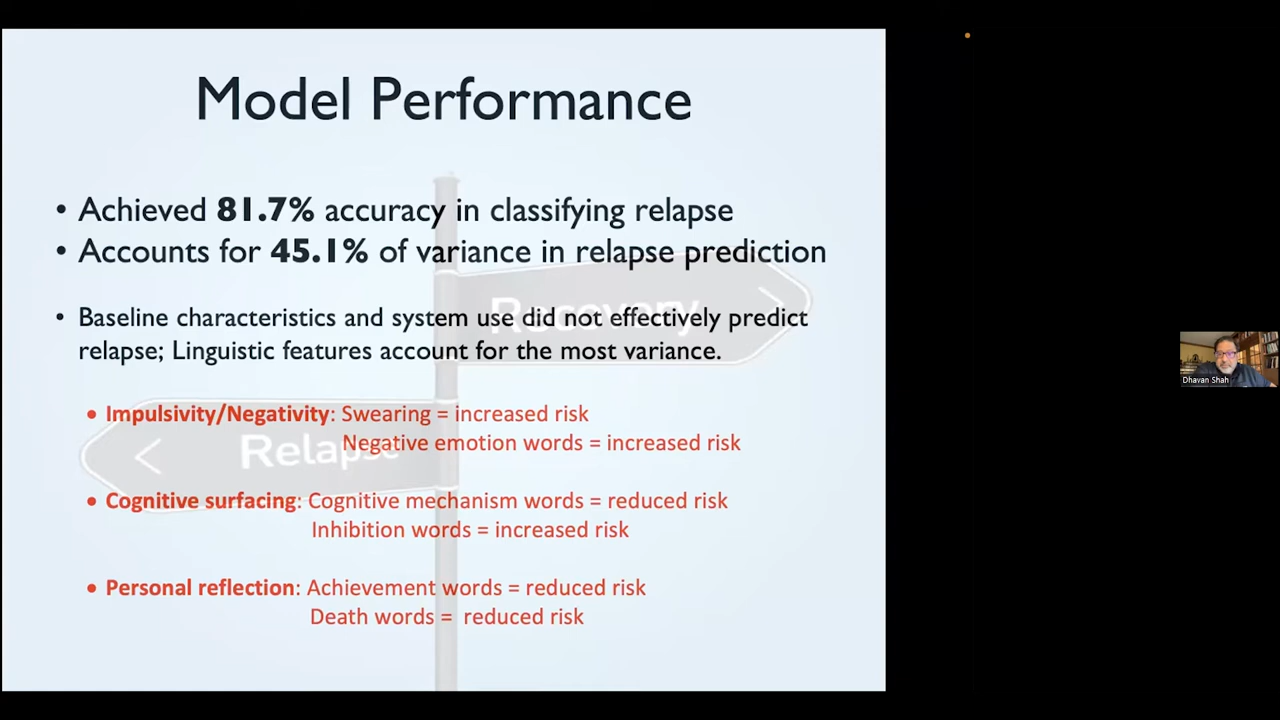 Model Performance
• Achieved 81.7% accuracy in classifying relapse
• Accounts for 45.1% of variance in relapse prediction
• Baseline characteristics and system use did not effectively predict
relapse; Linguistic features account for the most variance.
• Impulsivity/Negativity: Swearing = increased risk
Negative emotion words = increased risk
• Cognitive surfacing: Cognitive mechanism words = reduced risk
Inhibition words = increased risk
• Personal reflection: Achievement words = reduced risk
Death words = reduced risk
Recovery
Relapse
Dhavan Shah